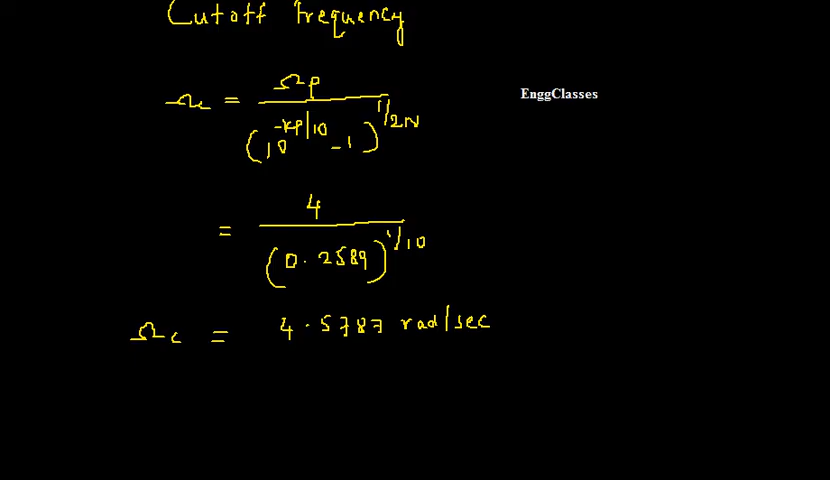 Cutoff Frequency
Ωc = Ωp / (10^(-Kp/10) - 1)^(1/2N)
EnggClasses
= 4 / (0.2589)^(1/10)
Ωc = 4.5787 rad/sec